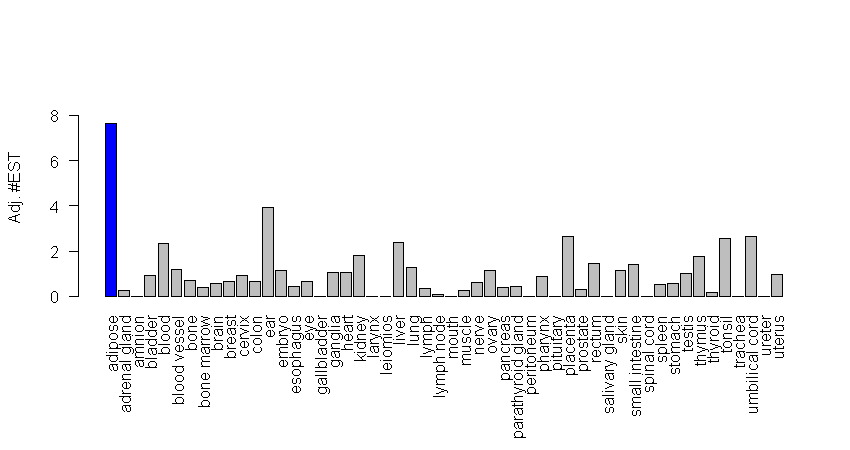 8
6
4
2
0
Adj. #EST
adipose
adrenal gland
amnion
bladder
blood
blood vessel
bone
bone marrow
brain
breast
cervix
colon
ear
embryo
esophagus
eye
gallbladder
ganglia
heart
kidney
larynx
leiomios
liver
lung
lymph
lymph node
mouth
muscle
nerve
ovary
pancreas
parathyroid gland
peritoneum
pharynx
pituitary
placenta
prostate
rectum
salivary gland
skin
small intestine
spinal cord
spleen
stomach
testis
thymus
thyroid
tonsil
trachea
umbilical cord
ureter
uterus